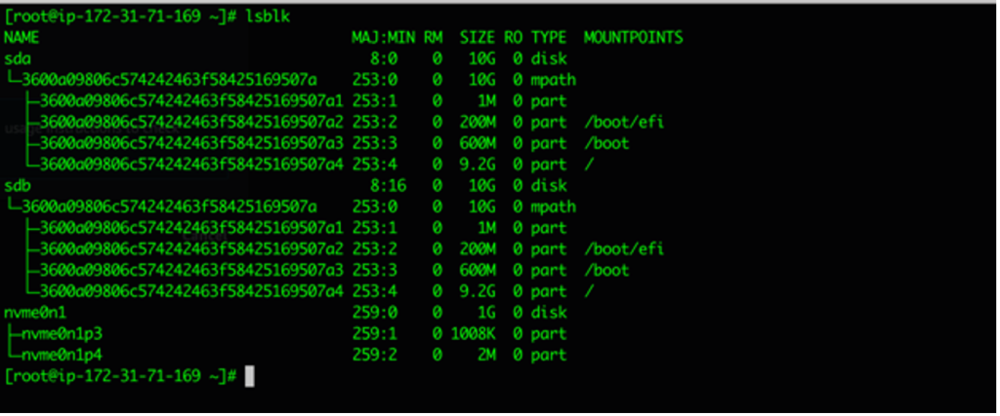 [root@ip-172-31-71-169 ~]# lsblk
NAME MAJ:MIN RM SIZE RO TYPE MOUNTPOINTS
sda 8:0 0 10G 0 disk
└─3600a09806c574242463f58425169507a 253:0 0 10G 0 mpath
├─3600a09806c574242463f58425169507a1 253:1 0 1M 0 part
├─3600a09806c574242463f58425169507a2 253:2 0 200M 0 part /boot/efi
├─3600a09806c574242463f58425169507a3 253:3 0 600M 0 part /boot
└─3600a09806c574242463f58425169507a4 253:4 0 9.2G 0 part /
sdb 8:16 0 10G 0 disk
└─3600a09806c574242463f58425169507a 253:0 0 10G 0 mpath
├─3600a09806c574242463f58425169507a1 253:1 0 1M 0 part
├─3600a09806c574242463f58425169507a2 253:2 0 200M 0 part /boot/efi
├─3600a09806c574242463f58425169507a3 253:3 0 600M 0 part /boot
└─3600a09806c574242463f58425169507a4 253:4 0 9.2G 0 part /
nvme0n1 259:0 0 1G 0 disk
├─nvme0n1p3 259:1 0 1008K 0 part
└─nvme0n1p4 259:2 0 2M 0 part
[root@ip-172-31-71-169 ~]#